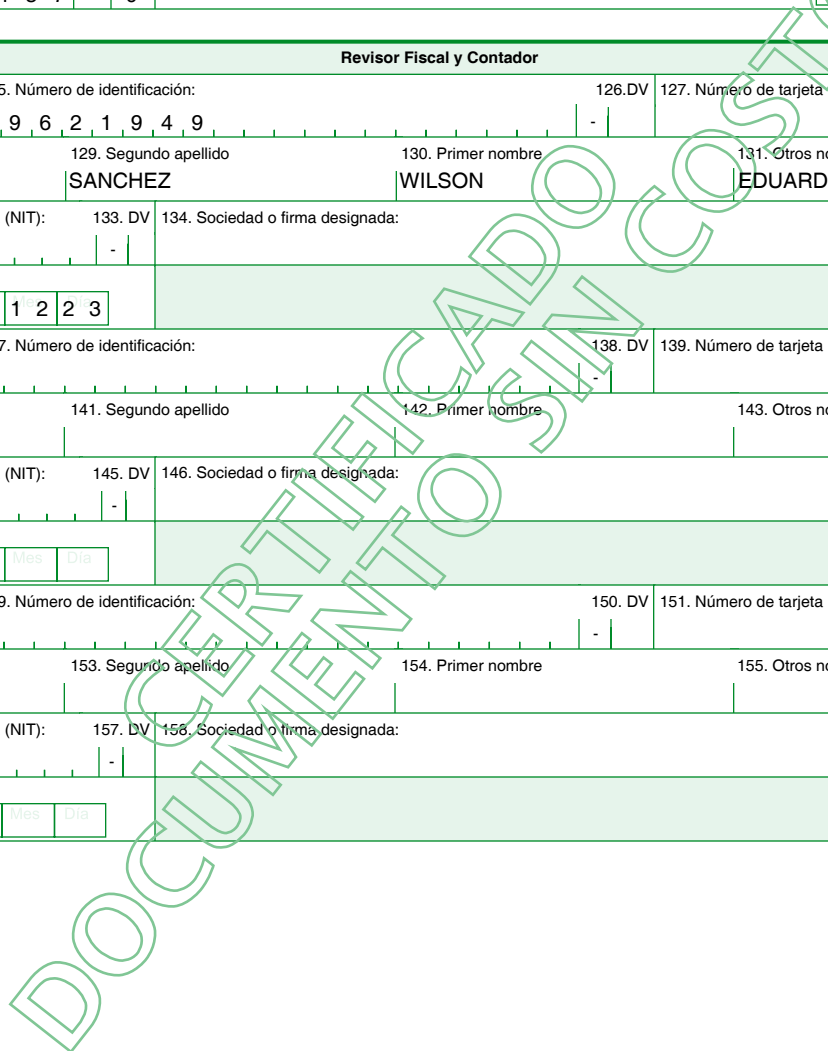 Revisor Fiscal y Contador
5. Número de identificación: 126.DV 127. Número de tarjeta
9 6 2 1 9 4 9 -
129. Segundo apellido 130. Primer nombre 131. Otros no
SANCHEZ WILSON EDUARD
(NIT): 133. DV 134. Sociedad o firma designada:
-
1 2 2 3
7. Número de identificación: 138. DV 139. Número de tarjeta
-
141. Segundo apellido 142. Primer nombre 143. Otros no
(NIT): 145. DV 146. Sociedad o firma designada:
-
Mes Día
9. Número de identificación: 150. DV 151. Número de tarjeta
-
153. Segundo apellido 154. Primer nombre 155. Otros no
(NIT): 157. DV 158. Sociedad o firma designada:
-
Mes Día
CERTIFICADO
DOCUMENTO SIN COSTO